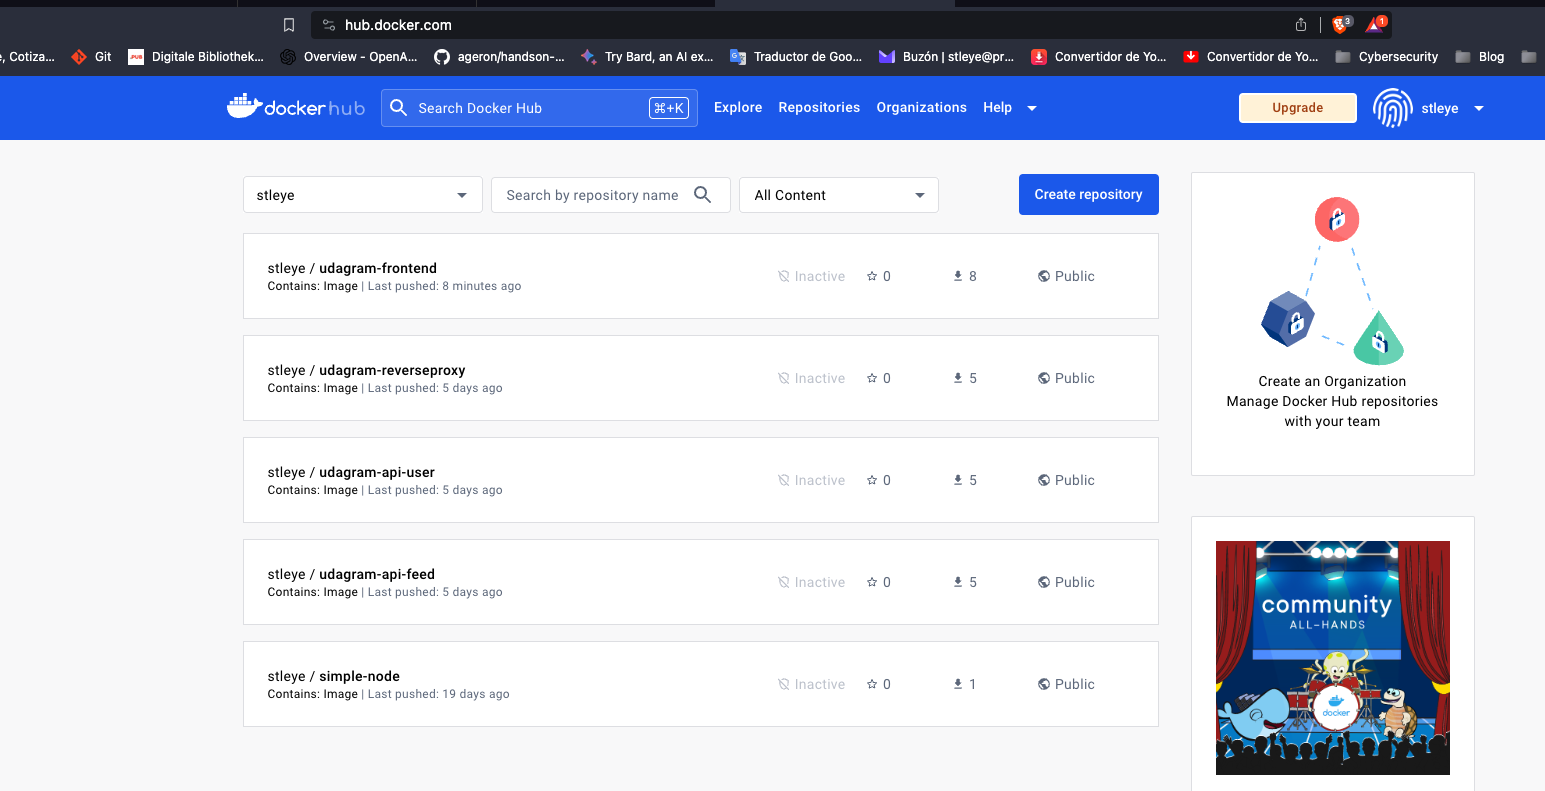 hub.docker.com
3
1
e, Cotiza...
Git
PUB
Digitale Bibliothek...
Overview - OpenA...
ageron/handson-...
Try Bard, an AI ex...
Traductor de Goo...
Buzón | stleye@pr...
Convertidor de Yo...
Convertidor de Yo...
Cybersecurity
Blog
docker hub
Search Docker Hub
⌘+K
Explore
Repositories
Organizations
Help
Upgrade
stleye
stleye
Search by repository name
All Content
Create repository
stleye / udagram-frontend
Contains: Image | Last pushed: 8 minutes ago
Inactive
0
8
Public
stleye / udagram-reverseproxy
Contains: Image | Last pushed: 5 days ago
Inactive
0
5
Public
stleye / udagram-api-user
Contains: Image | Last pushed: 5 days ago
Inactive
0
5
Public
stleye / udagram-api-feed
Contains: Image | Last pushed: 5 days ago
Inactive
0
5
Public
stleye / simple-node
Contains: Image | Last pushed: 19 days ago
Inactive
0
1
Public
Create an Organization
Manage Docker Hub repositories
with your team
community
ALL-HANDS
docker